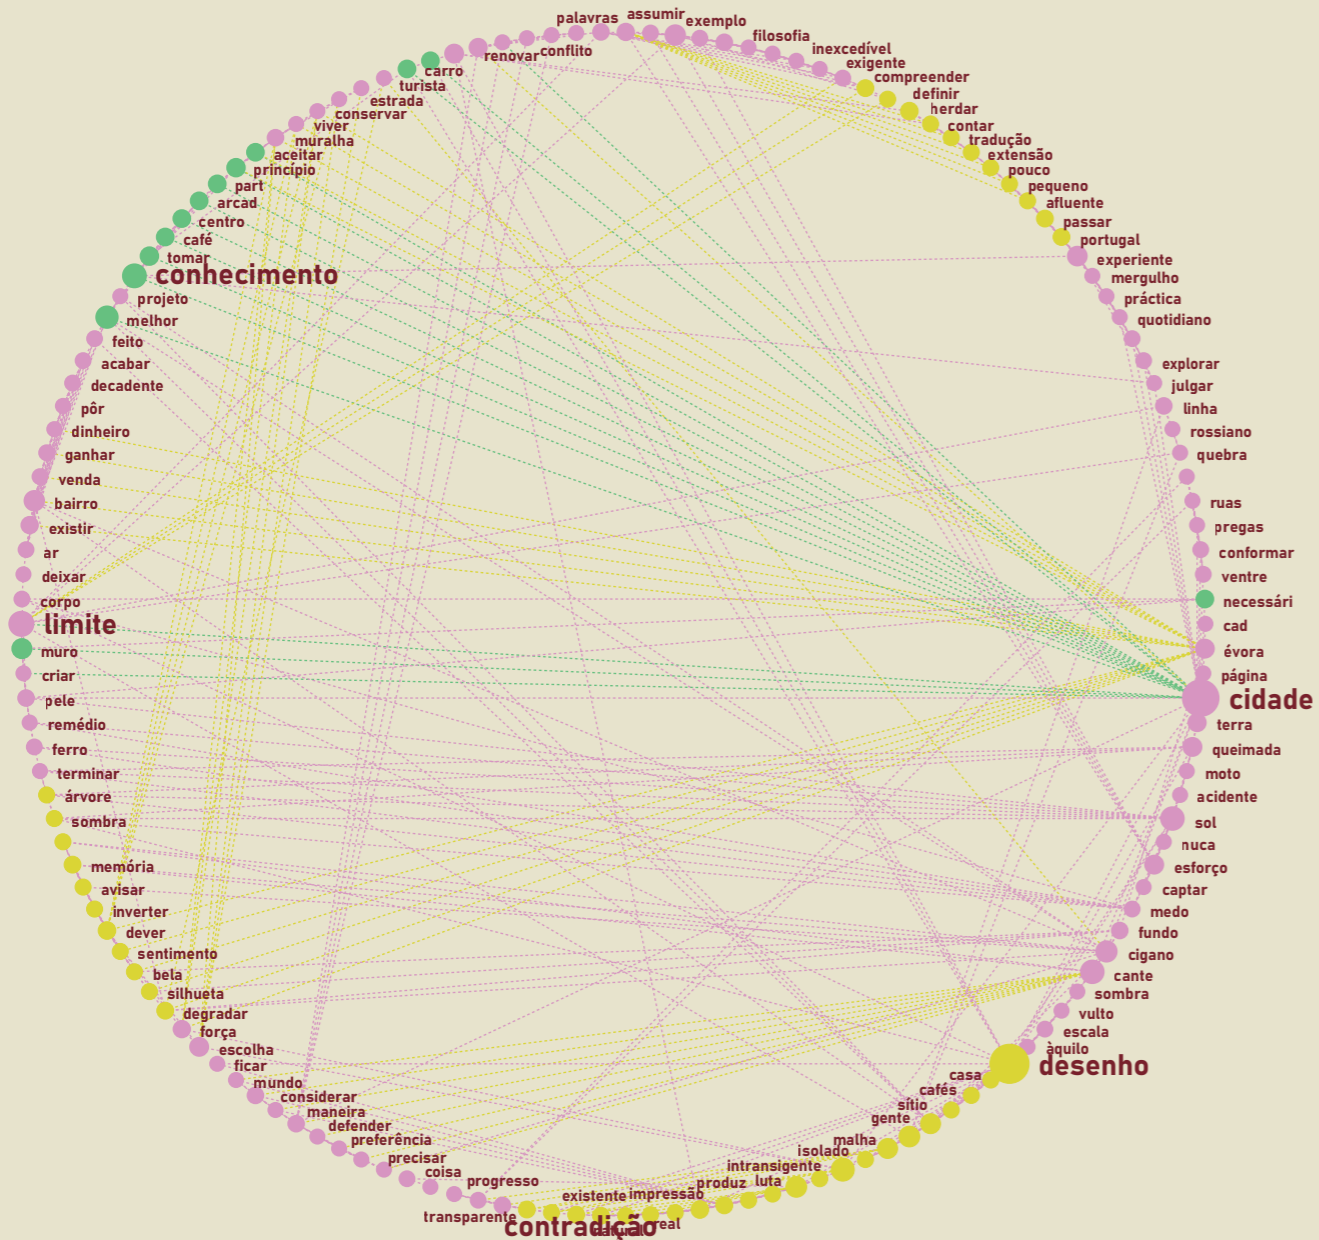 palavras
assumir
exemplo
filosofia
inexcedível
exigente
compreender
definir
herdar
contar
tradução
extensão
pouco
pequeno
afluente
passar
portugal
experiente
mergulho
práctica
quotidiano
explorar
julgar
linha
rossiano
quebra
ruas
pregas
conformar
ventre
necessári
cad
évora
página
cidade
terra
queimada
moto
acidente
sol
nuca
esforço
captar
medo
fundo
cigano
cante
sombra
vulto
escala
àquilo
desenho
casa
cafés
sítio
gente
malha
isolado
intransigente
luta
produz
impressão
real
natural
existente
contradição
transparente
progresso
coisa
precisar
preferência
defender
maneira
considerar
mundo
ficar
escolha
força
degradar
silhueta
bela
sentimento
dever
inverter
avisar
memória
sombra
árvore
terminar
ferro
remédio
pele
criar
muro
limite
corpo
deixar
ar
existir
bairro
venda
ganhar
dinheiro
pôr
decadente
acabar
feito
melhor
projeto
conhecimento
tomar
café
centro
arcad
part
princípio
aceitar
muralha
viver
conservar
estrada
turista
carro
renovar
conflito